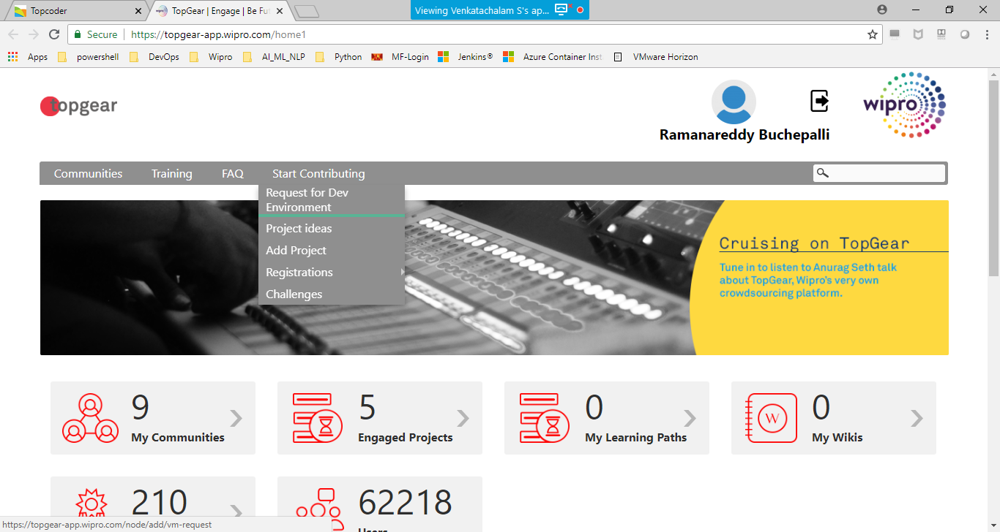 Topcoder
TopGear | Engage | Be Fu
Viewing Venkatachalam S's ap...
Secure
https://topgear-app.wipro.com/home1
Apps powershell DevOps Wipro AI_ML_NLP Python MF-Login Jenkins® Azure Container Inst VMware Horizon
topgear
wipro
Ramanareddy Buchepalli
Communities Training FAQ Start Contributing
Request for Dev
Environment
Project ideas
Add Project
Registrations
Challenges
Cruising on TopGear
Tune in to listen to Anurag Seth talk
about TopGear, Wipro's very own
crowdsourcing platform.
9
My Communities
5
Engaged Projects
0
My Learning Paths
W
0
My Wikis
210
62218
Users
https://topgear-app.wipro.com/node/add/vm-request